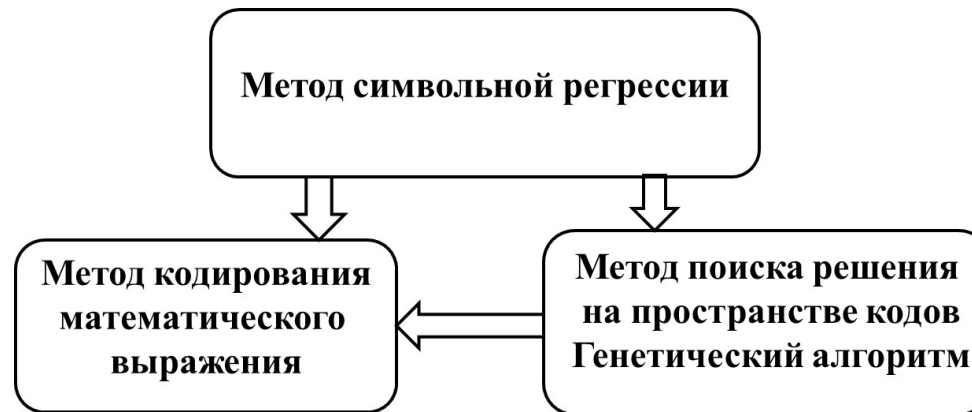 Метод символьной регрессии
Метод кодирования
математического
выражения
Метод поиска решения
на пространстве кодов
Генетический алгоритм